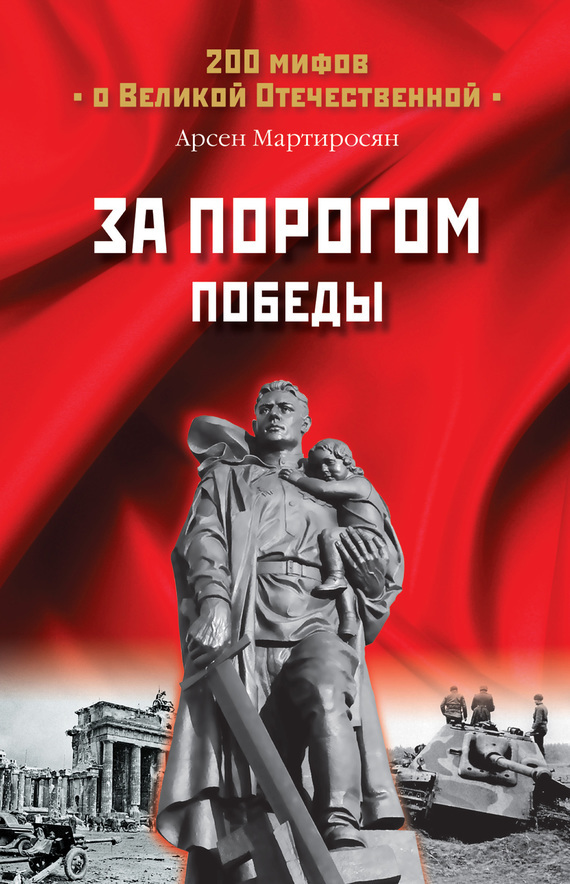 200 мифов
· о Великой Отечественной ·
Арсен Мартиросян
ЗА ПОРОГОМ
ПОБЕДЫ